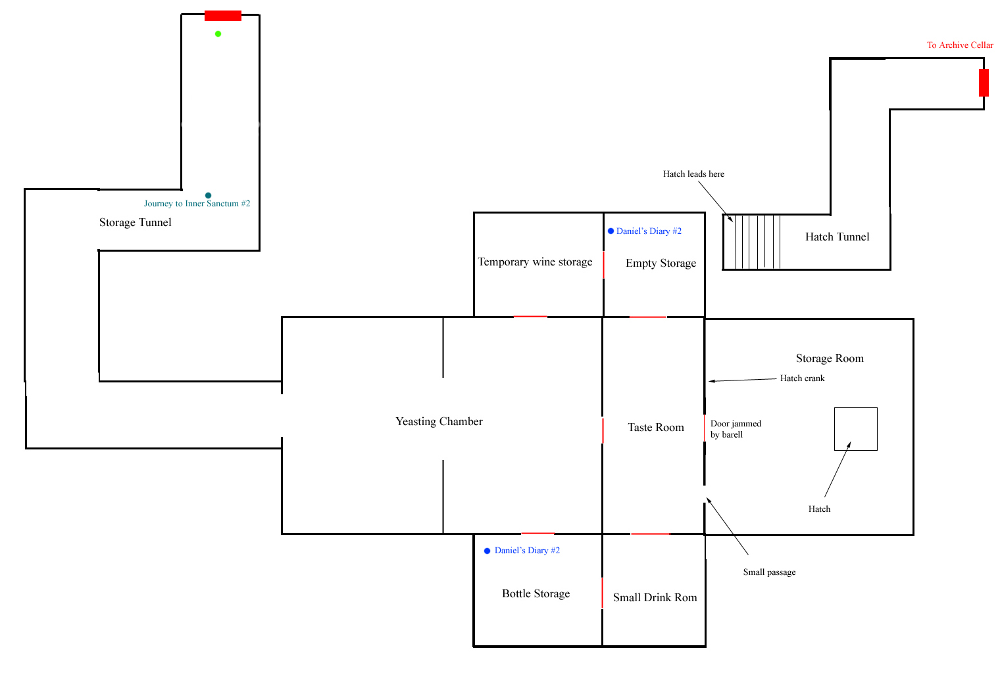 To Archive Cellar
Hatch leads here
Journey to Inner Sanctum #2
Storage Tunnel
Daniel's Diary #2
Hatch Tunnel
Temporary wine storage
Empty Storage
Storage Room
Hatch crank
Yeasting Chamber
Taste Room
Door jammed
by barell
Hatch
Daniel's Diary #2
Small passage
Bottle Storage
Small Drink Rom